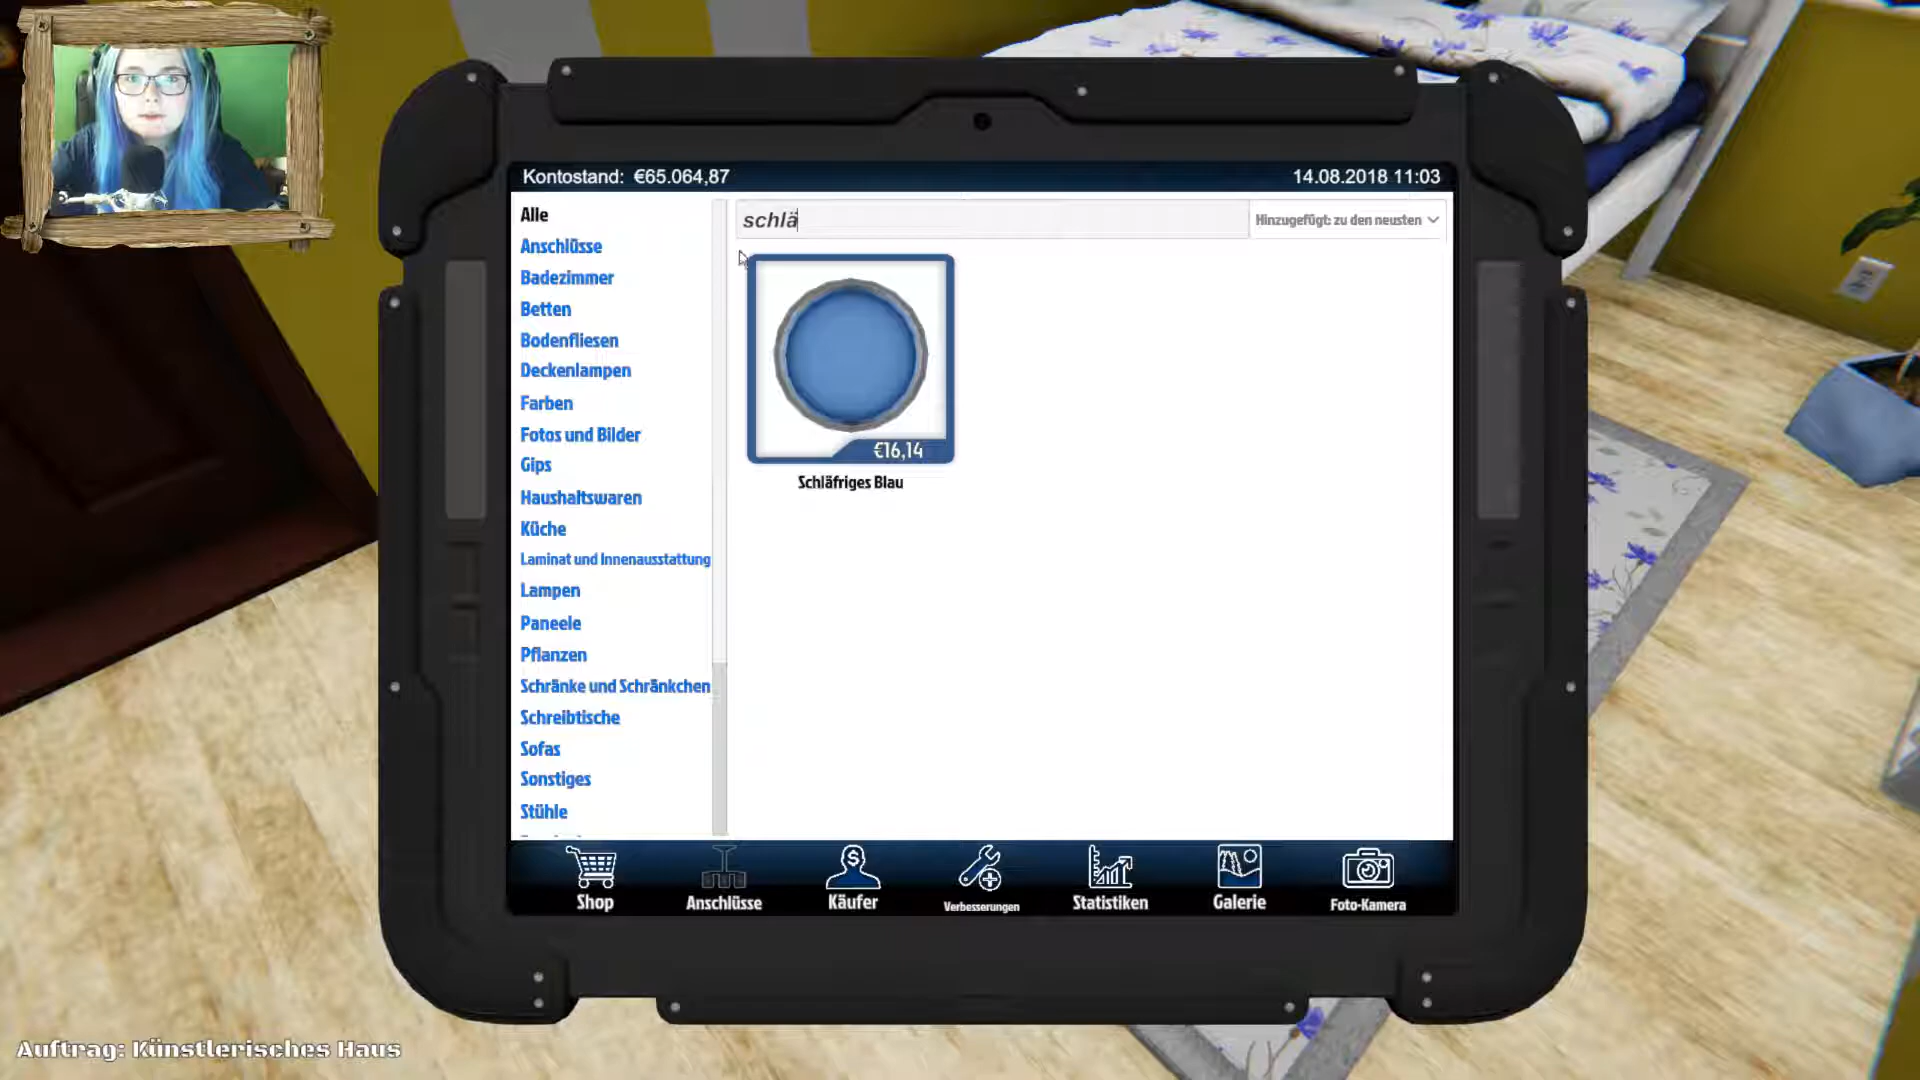 Kontostand: €65.064,87
14.08.2018 11:03
Alle
Anschlüsse
Badezimmer
Betten
Bodenfliesen
Deckenlampen
Farben
Fotos und Bilder
Gips
Haushaltswaren
Küche
Laminat und Innenausstattung
Lampen
Paneele
Pflanzen
Schränke und Schränkchen
Schreibtische
Sofas
Sonstiges
Stühle
schlä
Hinzugefügt: zu den neusten
€16,14
Schläfriges Blau
Shop
Anschlüsse
Käufer
Verbesserungen
Statistiken
Galerie
Foto-Kamera
Auftrag: Künstlerisches Haus